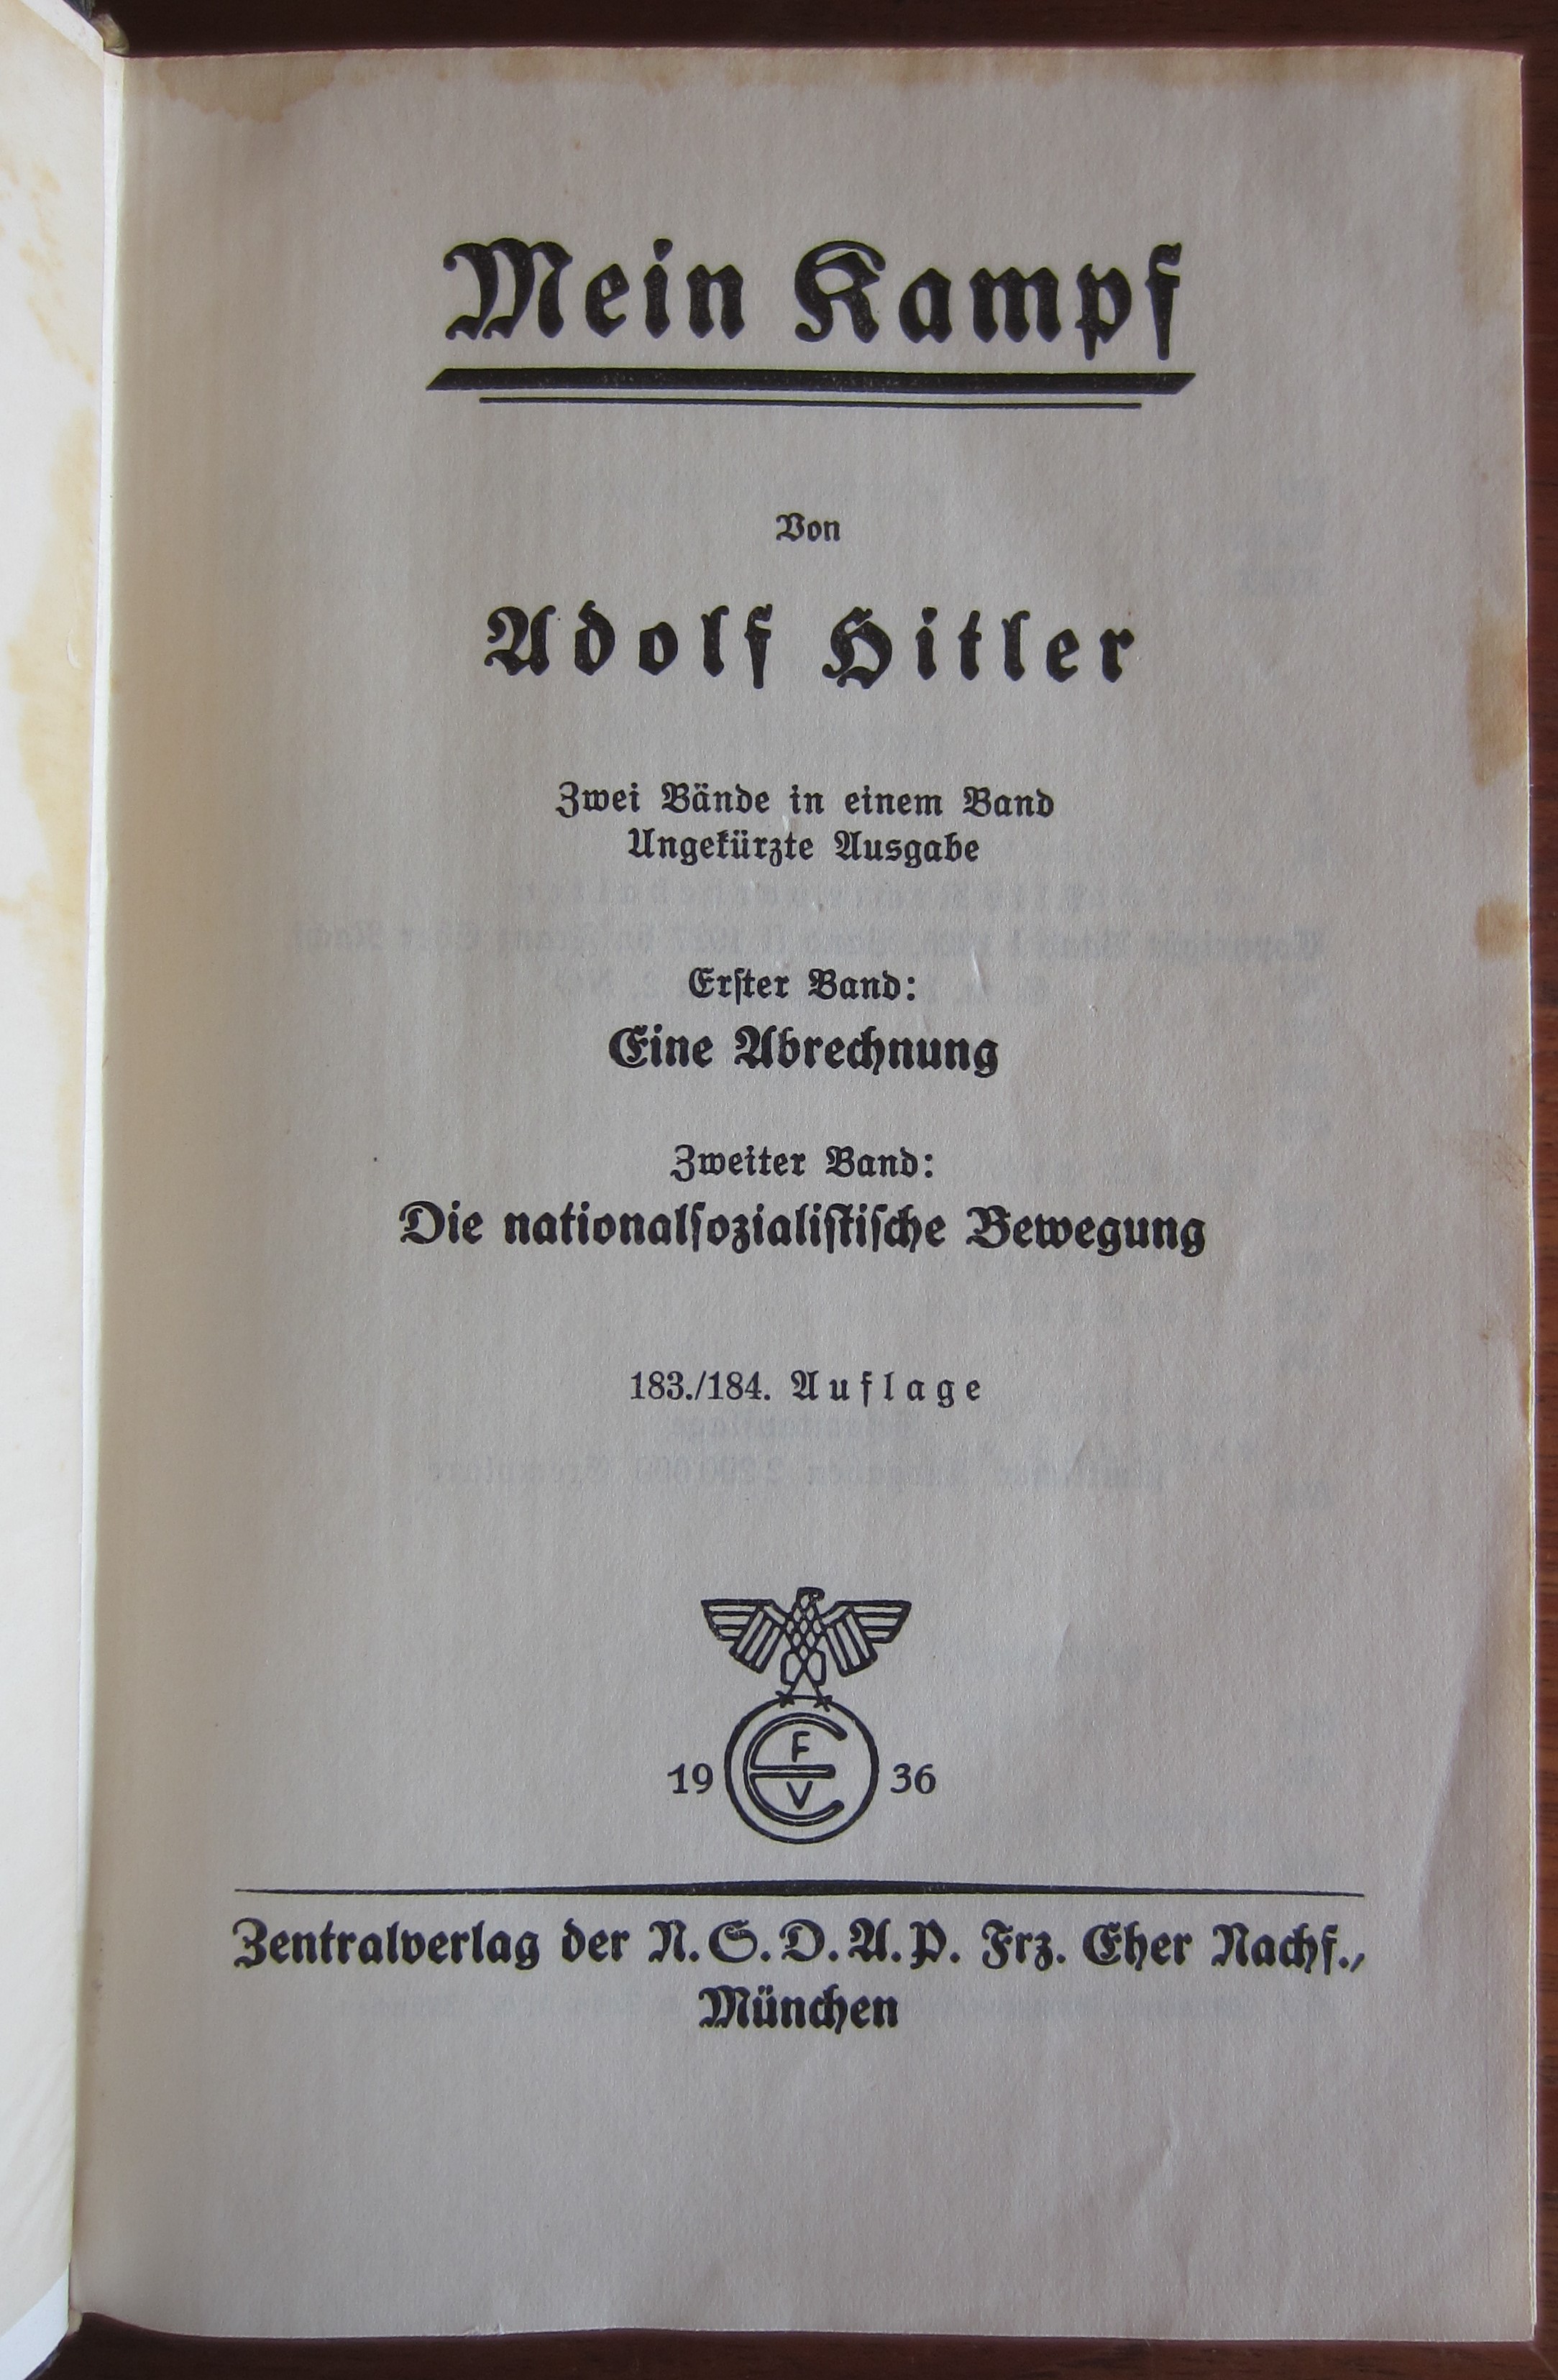 Mein Kampf
Von
Adolf Hitler
Zwei Bände in einem Band
Ungekürzte Ausgabe
Erſter Band:
Eine Abrechnung
Zweiter Band:
Die nationalſozialiſtiſche Bewegung
183./184. Auflage
F
E
V
19 36
Zentralverlag der N.S.D.A.P. Frz. Eher Nachf.,
München